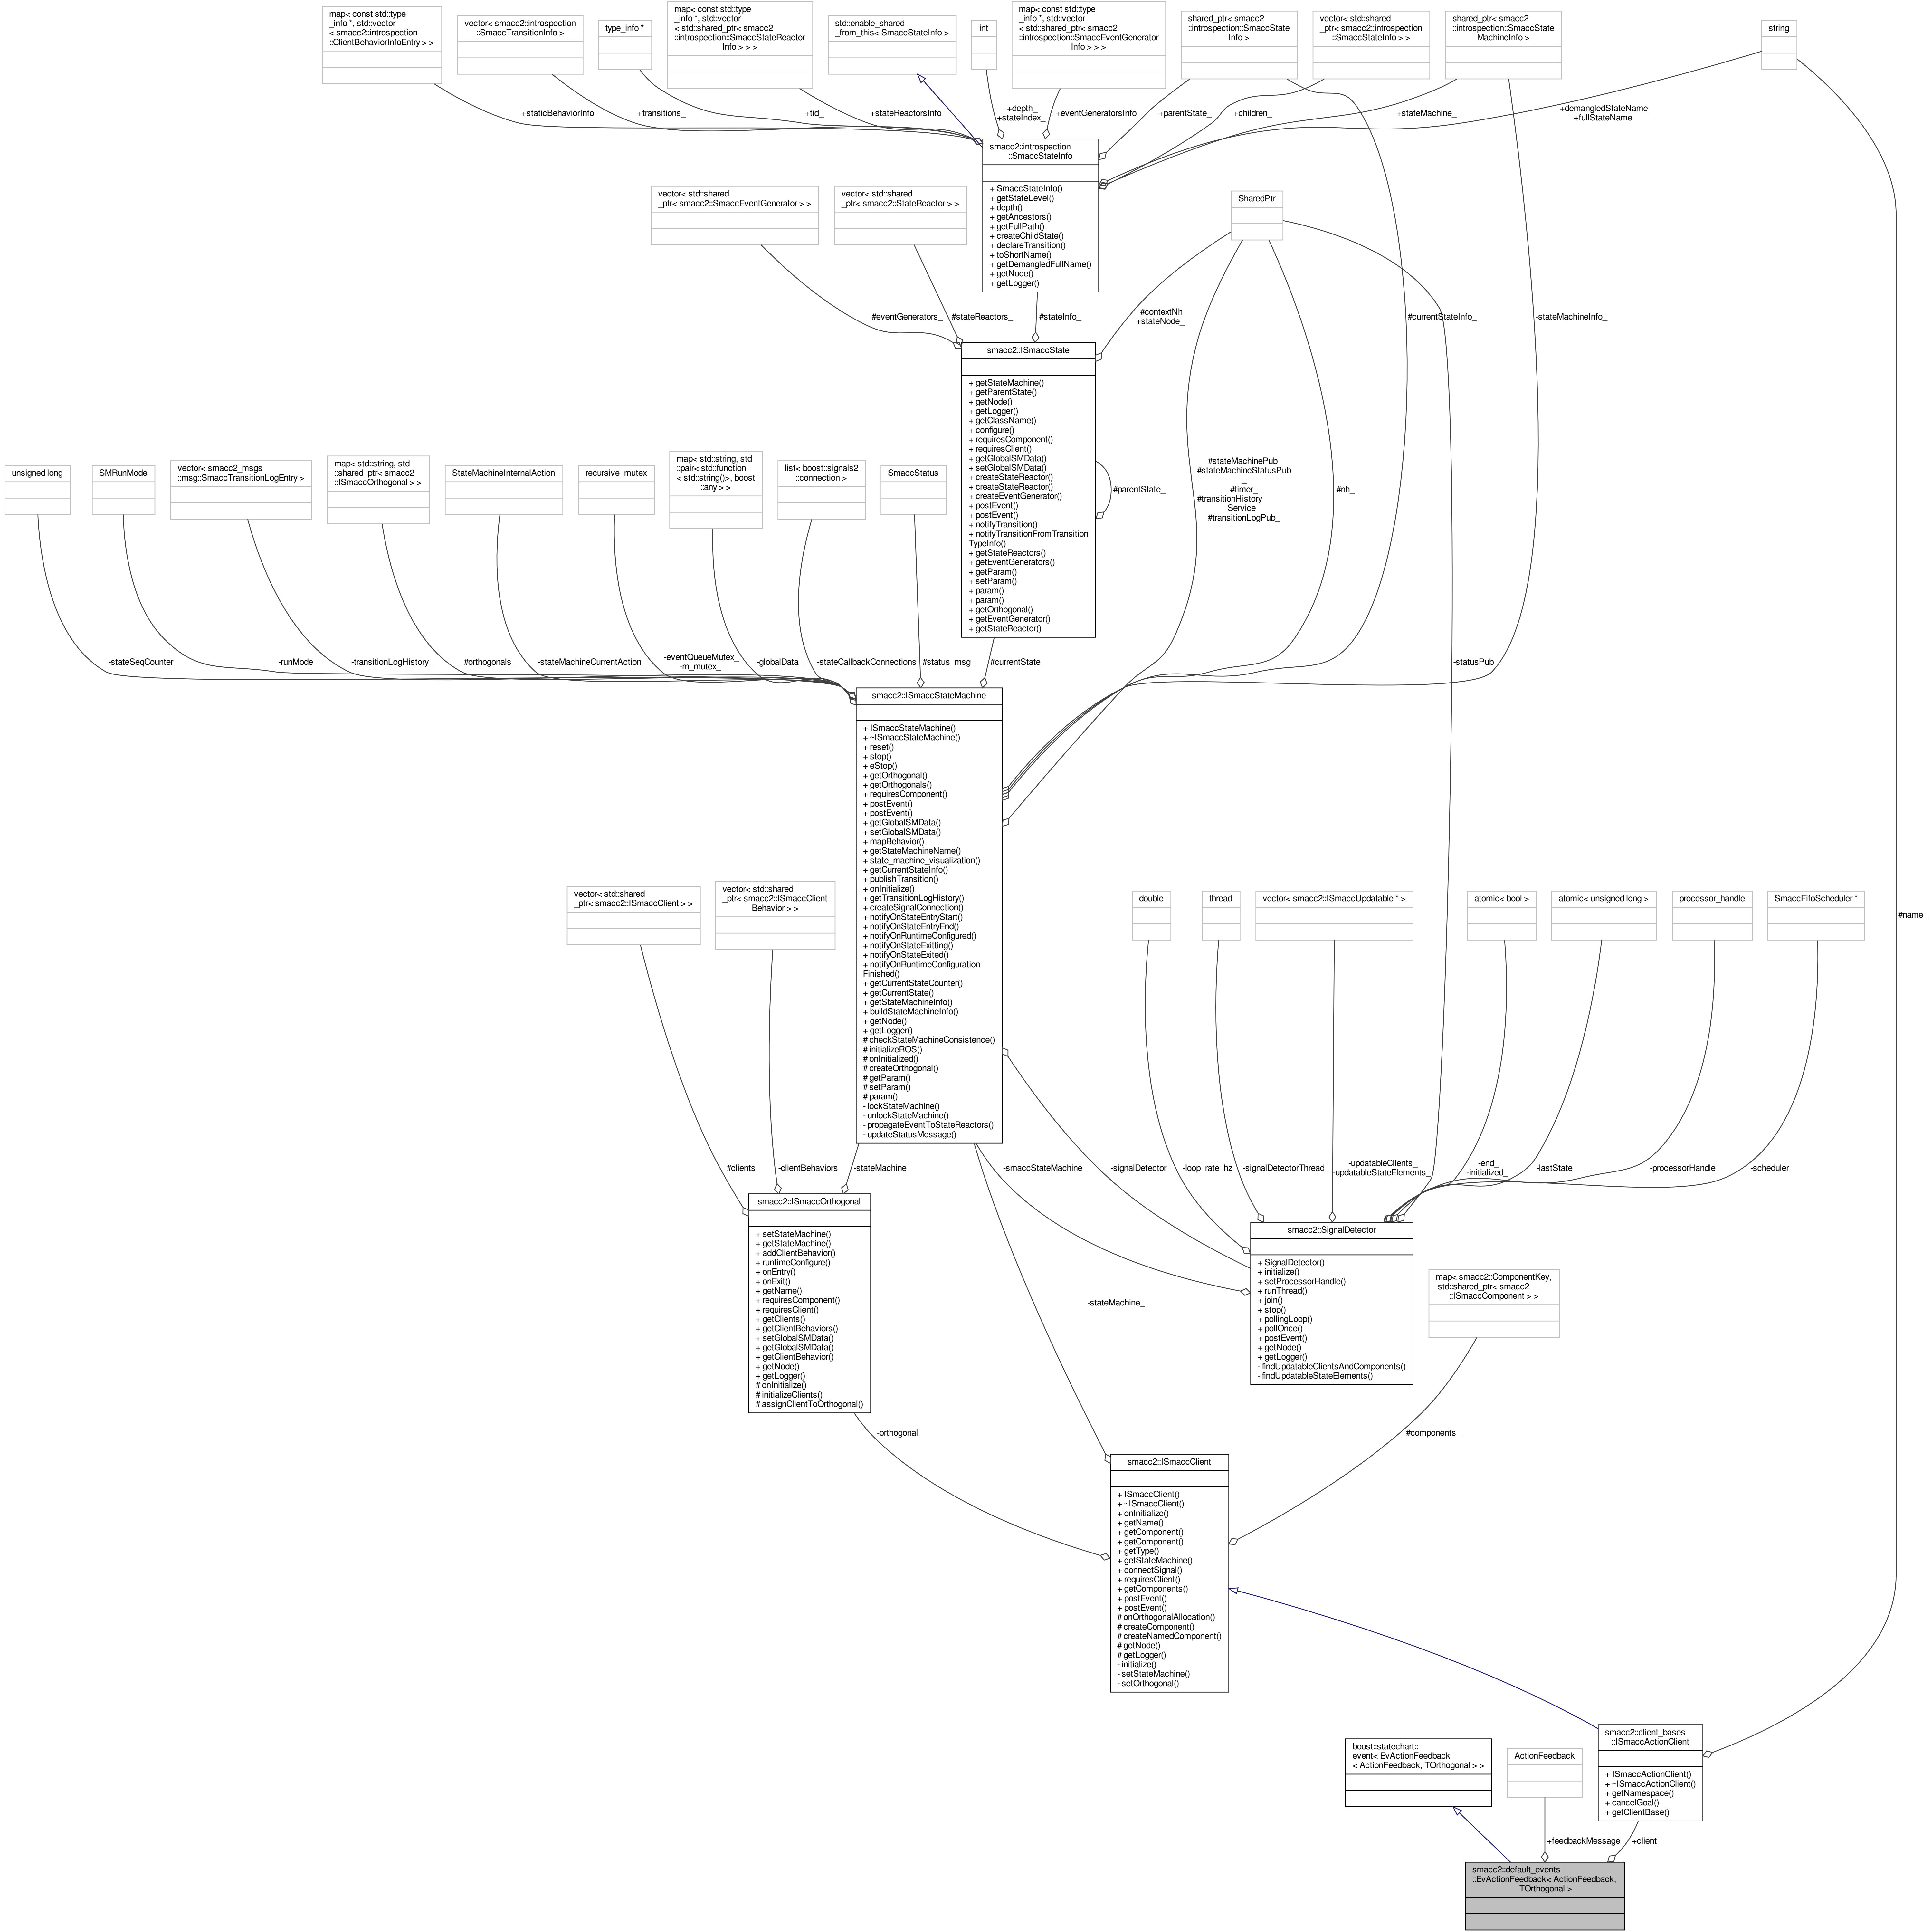 map< const std::type
_info *, std::vector
< smacc2::introspection
::ClientBehaviorInfoEntry > >
vector< smacc2::introspection
::SmaccTransitionInfo >
type_info *
map< const std::type
_info *, std::vector
< std::shared_ptr< smacc2
::introspection::SmaccStateReactor
Info > > >
std::enable_shared
_from_this< SmaccStateInfo >
int
map< const std::type
_info *, std::vector
< std::shared_ptr< smacc2
::introspection::SmaccEventGenerator
Info > > >
shared_ptr< smacc2
::introspection::SmaccState
Info >
vector< std::shared
_ptr< smacc2::introspection
::SmaccStateInfo > >
shared_ptr< smacc2
::introspection::SmaccState
MachineInfo >
string
+staticBehaviorInfo
+transitions_
+tid_
+stateReactorsInfo
+depth_
+stateIndex_
+eventGeneratorsInfo
+parentState_
+children_
+stateMachine_
+demangledStateName
+fullStateName
smacc2::introspection
::SmaccStateInfo
+ SmaccStateInfo()
+ getStateLevel()
+ depth()
+ getAncestors()
+ getFullPath()
+ createChildState()
+ declareTransition()
+ toShortName()
+ getDemangledFullName()
+ getNode()
+ getLogger()
vector< std::shared
_ptr< smacc2::SmaccEventGenerator > >
vector< std::shared
_ptr< smacc2::StateReactor > >
SharedPtr
#eventGenerators_
#stateReactors_
#stateInfo_
#contextNh
+stateNode_
#currentStateInfo_
-stateMachineInfo_
smacc2::ISmaccState
+ getStateMachine()
+ getParentState()
+ getNode()
+ getLogger()
+ getClassName()
+ configure()
+ requiresComponent()
+ requiresClient()
+ getGlobalSMData()
+ setGlobalSMData()
+ createStateReactor()
+ createStateReactor()
+ createEventGenerator()
+ postEvent()
+ postEvent()
+ notifyTransition()
+ notifyTransitionFromTransition
TypeInfo()
+ getStateReactors()
+ getEventGenerators()
+ getParam()
+ setParam()
+ param()
+ param()
+ getOrthogonal()
+ getEventGenerator()
+ getStateReactor()
#parentState_
#stateMachinePub_
#stateMachineStatusPub
_
#timer_
#transitionHistory
Service_
#transitionLogPub_
#nh_
unsigned long
SMRunMode
vector< smacc2_msgs
::msg::SmaccTransitionLogEntry >
map< std::string, std
::shared_ptr< smacc2
::ISmaccOrthogonal > >
StateMachineInternalAction
recursive_mutex
map< std::string, std
::pair< std::function
< std::string()>, boost
::any > >
list< boost::signals2
::connection >
SmaccStatus
-stateSeqCounter_
-runMode_
-transitionLogHistory_
#orthogonals_
-stateMachineCurrentAction
-eventQueueMutex_
-m_mutex_
-globalData_
-stateCallbackConnections
#status_msg_
#currentState_
-statusPub_
smacc2::ISmaccStateMachine
+ ISmaccStateMachine()
+ ~ISmaccStateMachine()
+ reset()
+ stop()
+ eStop()
+ getOrthogonal()
+ getOrthogonals()
+ requiresComponent()
+ postEvent()
+ postEvent()
+ getGlobalSMData()
+ setGlobalSMData()
+ mapBehavior()
+ getStateMachineName()
+ state_machine_visualization()
+ getCurrentStateInfo()
+ publishTransition()
+ onInitialize()
+ getTransitionLogHistory()
+ createSignalConnection()
+ notifyOnStateEntryStart()
+ notifyOnStateEntryEnd()
+ notifyOnRuntimeConfigured()
+ notifyOnStateExitting()
+ notifyOnStateExited()
+ notifyOnRuntimeConfiguration
Finished()
+ getCurrentStateCounter()
+ getCurrentState()
+ getStateMachineInfo()
+ buildStateMachineInfo()
+ getNode()
+ getLogger()
# checkStateMachineConsistence()
# initializeROS()
# onInitialized()
# createOrthogonal()
# getParam()
# setParam()
# param()
- lockStateMachine()
- unlockStateMachine()
- propagateEventToStateReactors()
- updateStatusMessage()
vector< std::shared
_ptr< smacc2::ISmaccClient > >
vector< std::shared
_ptr< smacc2::ISmaccClient
Behavior > >
double
thread
vector< smacc2::ISmaccUpdatable * >
atomic< bool >
atomic< unsigned long >
processor_handle
SmaccFifoScheduler *
#name_
#clients_
-clientBehaviors_
-stateMachine_
-smaccStateMachine_
-signalDetector_
-loop_rate_hz
-signalDetectorThread_
-updatableClients_
-updatableStateElements_
-end_
-initialized_
-lastState_
-processorHandle_
-scheduler_
smacc2::ISmaccOrthogonal
+ setStateMachine()
+ getStateMachine()
+ addClientBehavior()
+ runtimeConfigure()
+ onEntry()
+ onExit()
+ getName()
+ requiresComponent()
+ requiresClient()
+ getClients()
+ getClientBehaviors()
+ setGlobalSMData()
+ getGlobalSMData()
+ getClientBehavior()
+ getNode()
+ getLogger()
# onInitialize()
# initializeClients()
# assignClientToOrthogonal()
smacc2::SignalDetector
+ SignalDetector()
+ initialize()
+ setProcessorHandle()
+ runThread()
+ join()
+ stop()
+ pollingLoop()
+ pollOnce()
+ postEvent()
+ getNode()
+ getLogger()
- findUpdatableClientsAndComponents()
- findUpdatableStateElements()
map< smacc2::ComponentKey,
std::shared_ptr< smacc2
::ISmaccComponent > >
-stateMachine_
-orthogonal_
#components_
smacc2::ISmaccClient
+ ISmaccClient()
+ ~ISmaccClient()
+ onInitialize()
+ getName()
+ getComponent()
+ getComponent()
+ getType()
+ getStateMachine()
+ connectSignal()
+ requiresClient()
+ getComponents()
+ postEvent()
+ postEvent()
# onOrthogonalAllocation()
# createComponent()
# createNamedComponent()
# getNode()
# getLogger()
- initialize()
- setStateMachine()
- setOrthogonal()
smacc2::client_bases
::ISmaccActionClient
+ ISmaccActionClient()
+ ~ISmaccActionClient()
+ getNamespace()
+ cancelGoal()
+ getClientBase()
boost::statechart::
event< EvActionFeedback
< ActionFeedback, TOrthogonal > >
ActionFeedback
+feedbackMessage
+client
smacc2::default_events
::EvActionFeedback< ActionFeedback,
TOrthogonal >